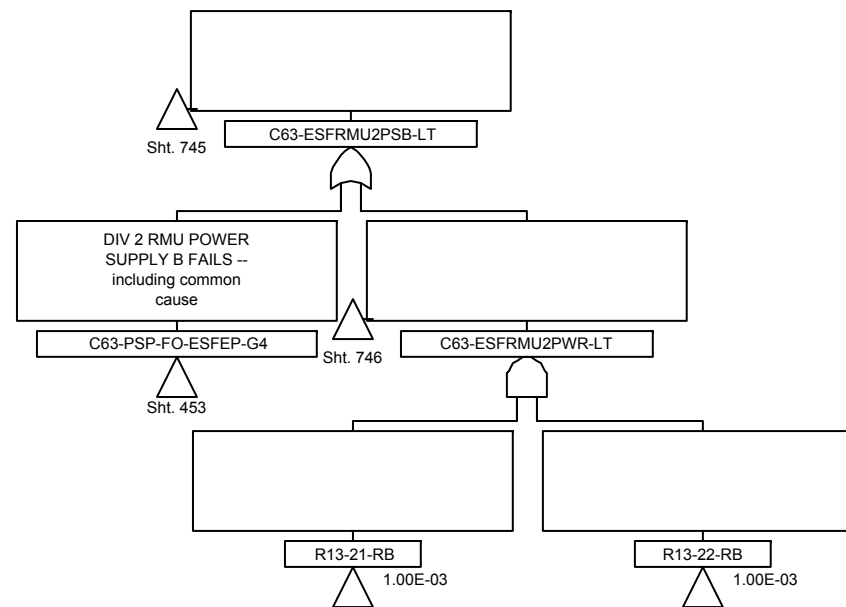 C63-ESFRMU2PSB-LT
Sht. 745
DIV 2 RMU POWER
SUPPLY B FAILS --
including common
cause
C63-PSP-FO-ESFEP-G4
Sht. 746
C63-ESFRMU2PWR-LT
Sht. 453
R13-21-RB
1.00E-03
R13-22-RB
1.00E-03